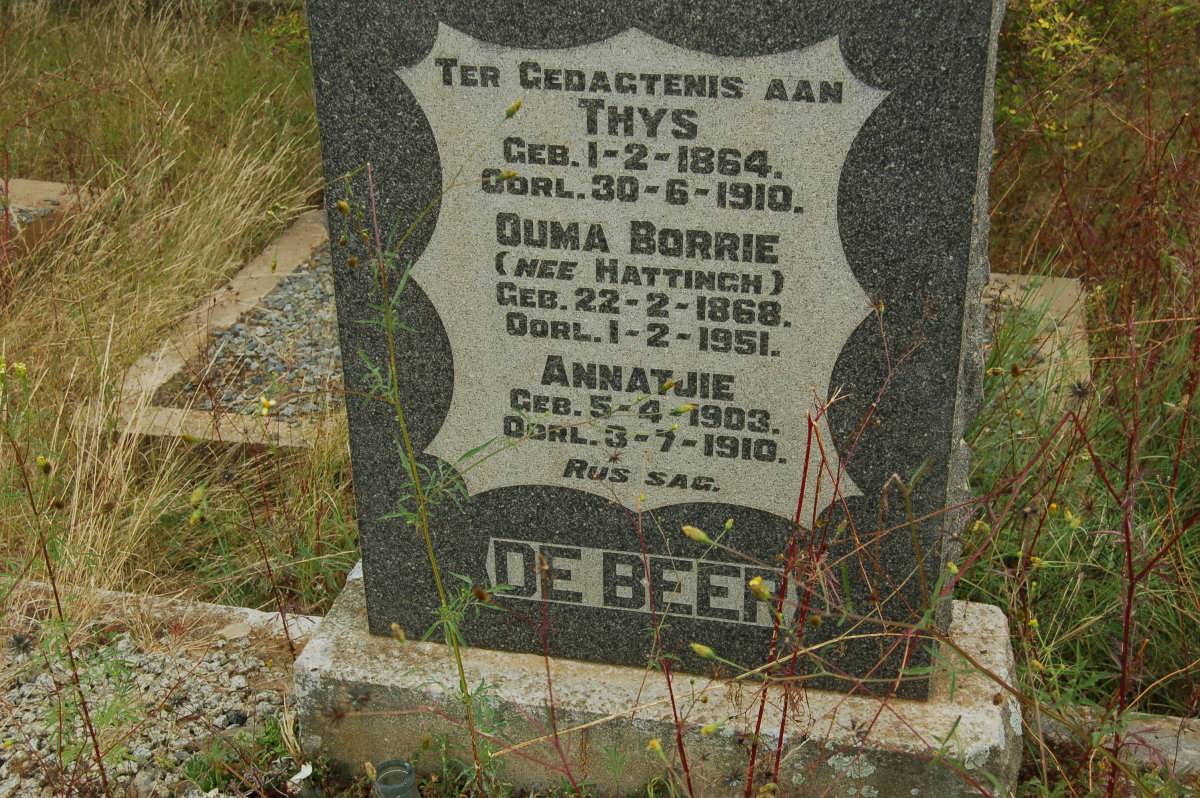 TER GEDAGTENIS AAN
THYS
GEB. 1-2-1864.
OORL. 30-6-1910.
OUMA BORRIE
(NEE HATTINGH)
GEB. 22-2-1868.
OORL. 1-2-1951.
ANNATJIE
GEB. 5-4-1903.
OORL. 3-7-1910.
RUS SAG.
DE BEER